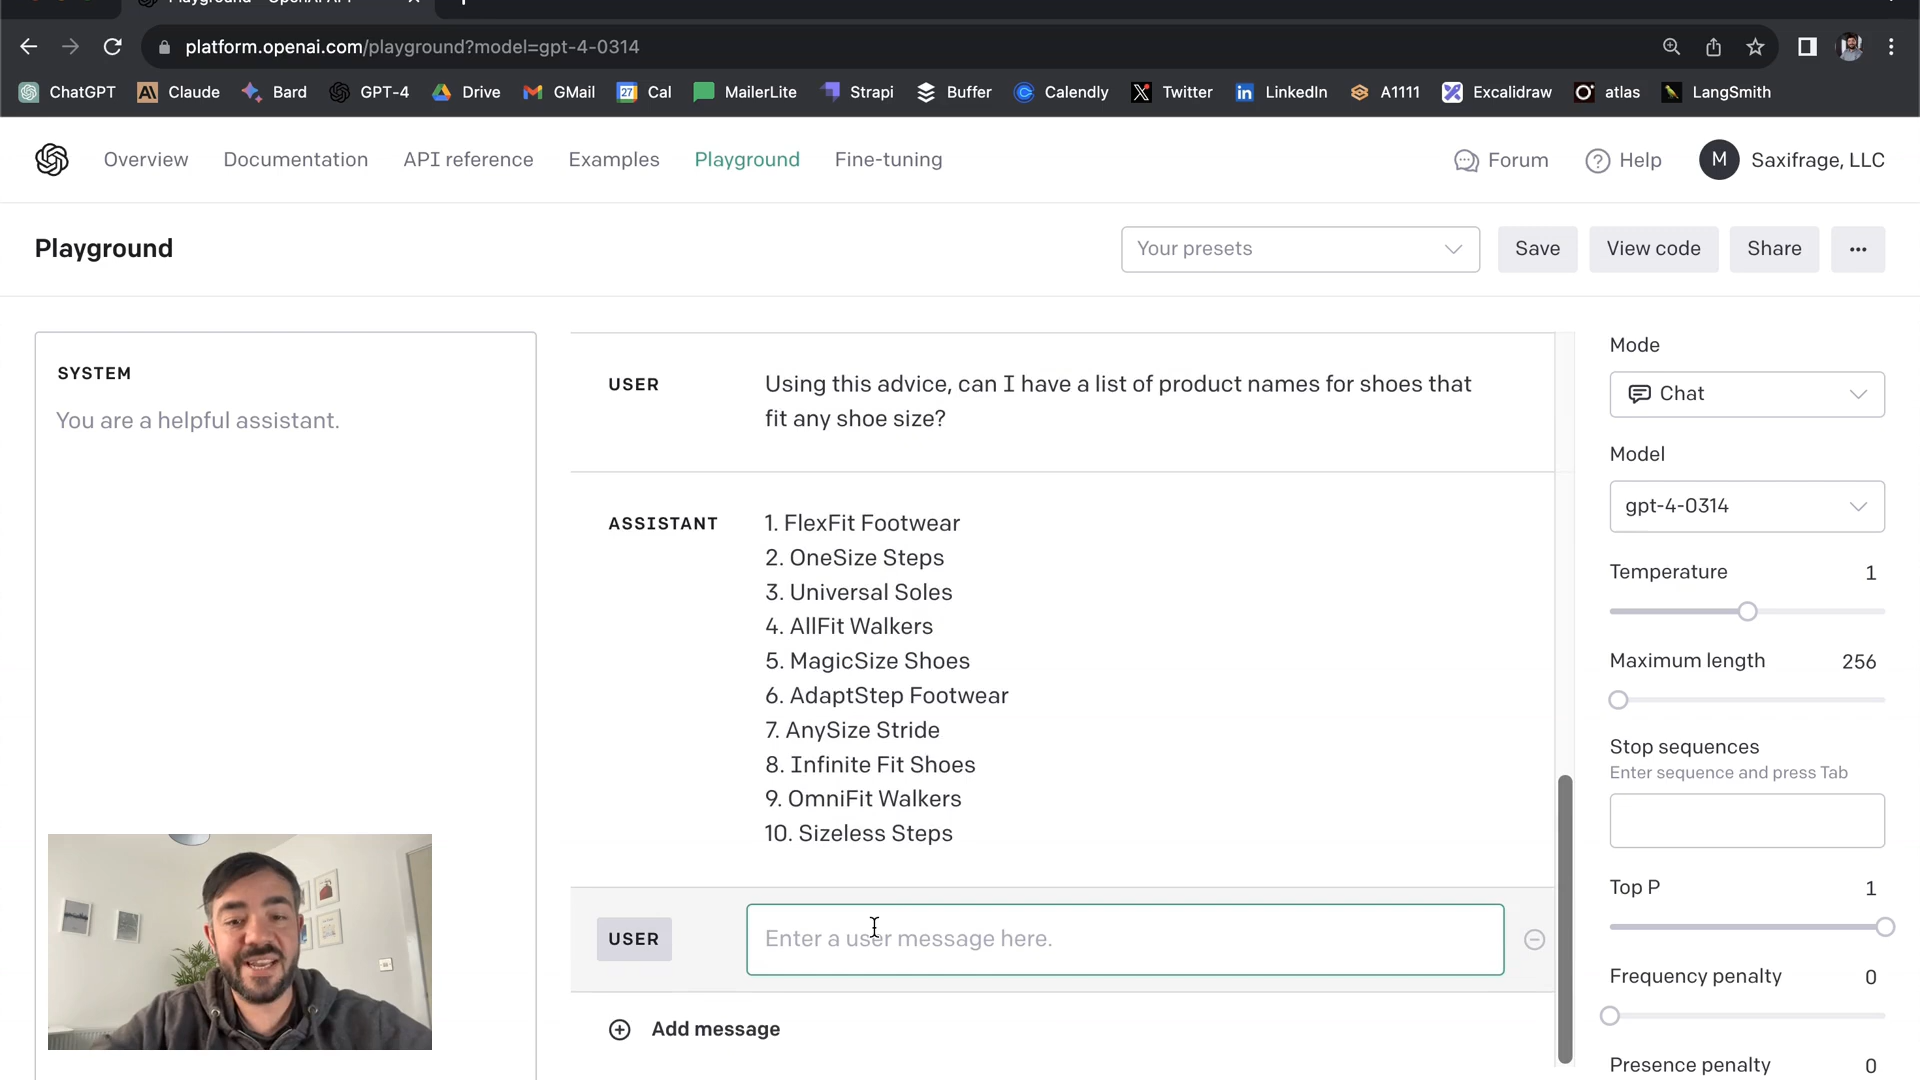 platform.openai.com/playground?model=gpt-4-0314
ChatGPT Claude Bard GPT-4 Drive GMail 27 Cal MailerLite Strapi Buffer Calendly Twitter LinkedIn A1111 Excalidraw atlas LangSmith
Overview Documentation API reference Examples Playground Fine-tuning Forum Help M Saxifrage, LLC
Playground Your presets Save View code Share ...
SYSTEM
You are a helpful assistant.
USER Using this advice, can I have a list of product names for shoes that
fit any shoe size?
ASSISTANT 1. FlexFit Footwear
2. OneSize Steps
3. Universal Soles
4. AllFit Walkers
5. MagicSize Shoes
6. AdaptStep Footwear
7. AnySize Stride
8. Infinite Fit Shoes
9. OmniFit Walkers
10. Sizeless Steps
USER Enter a user message here.
Add message
Mode
Chat
Model
gpt-4-0314
Temperature 1
Maximum length 256
Stop sequences
Enter sequence and press Tab
Top P 1
Frequency penalty 0
Presence penalty 0